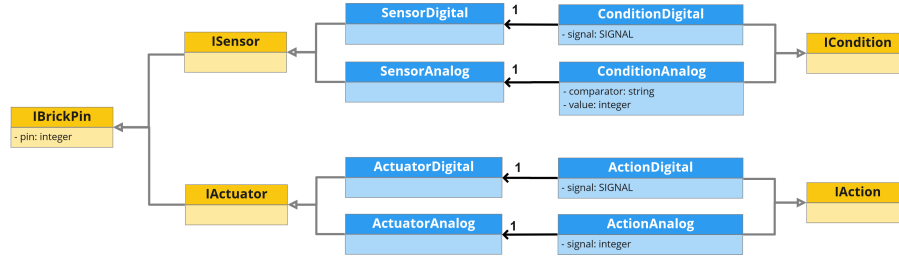 SensorDigital
1
ConditionDigital
- signal: SIGNAL
ISensor
ICondition
SensorAnalog
1
ConditionAnalog
- comparator: string
- value: integer
IBrickPin
- pin: integer
ActuatorDigital
1
ActionDigital
- signal: SIGNAL
IActuator
IAction
ActuatorAnalog
1
ActionAnalog
- signal: integer